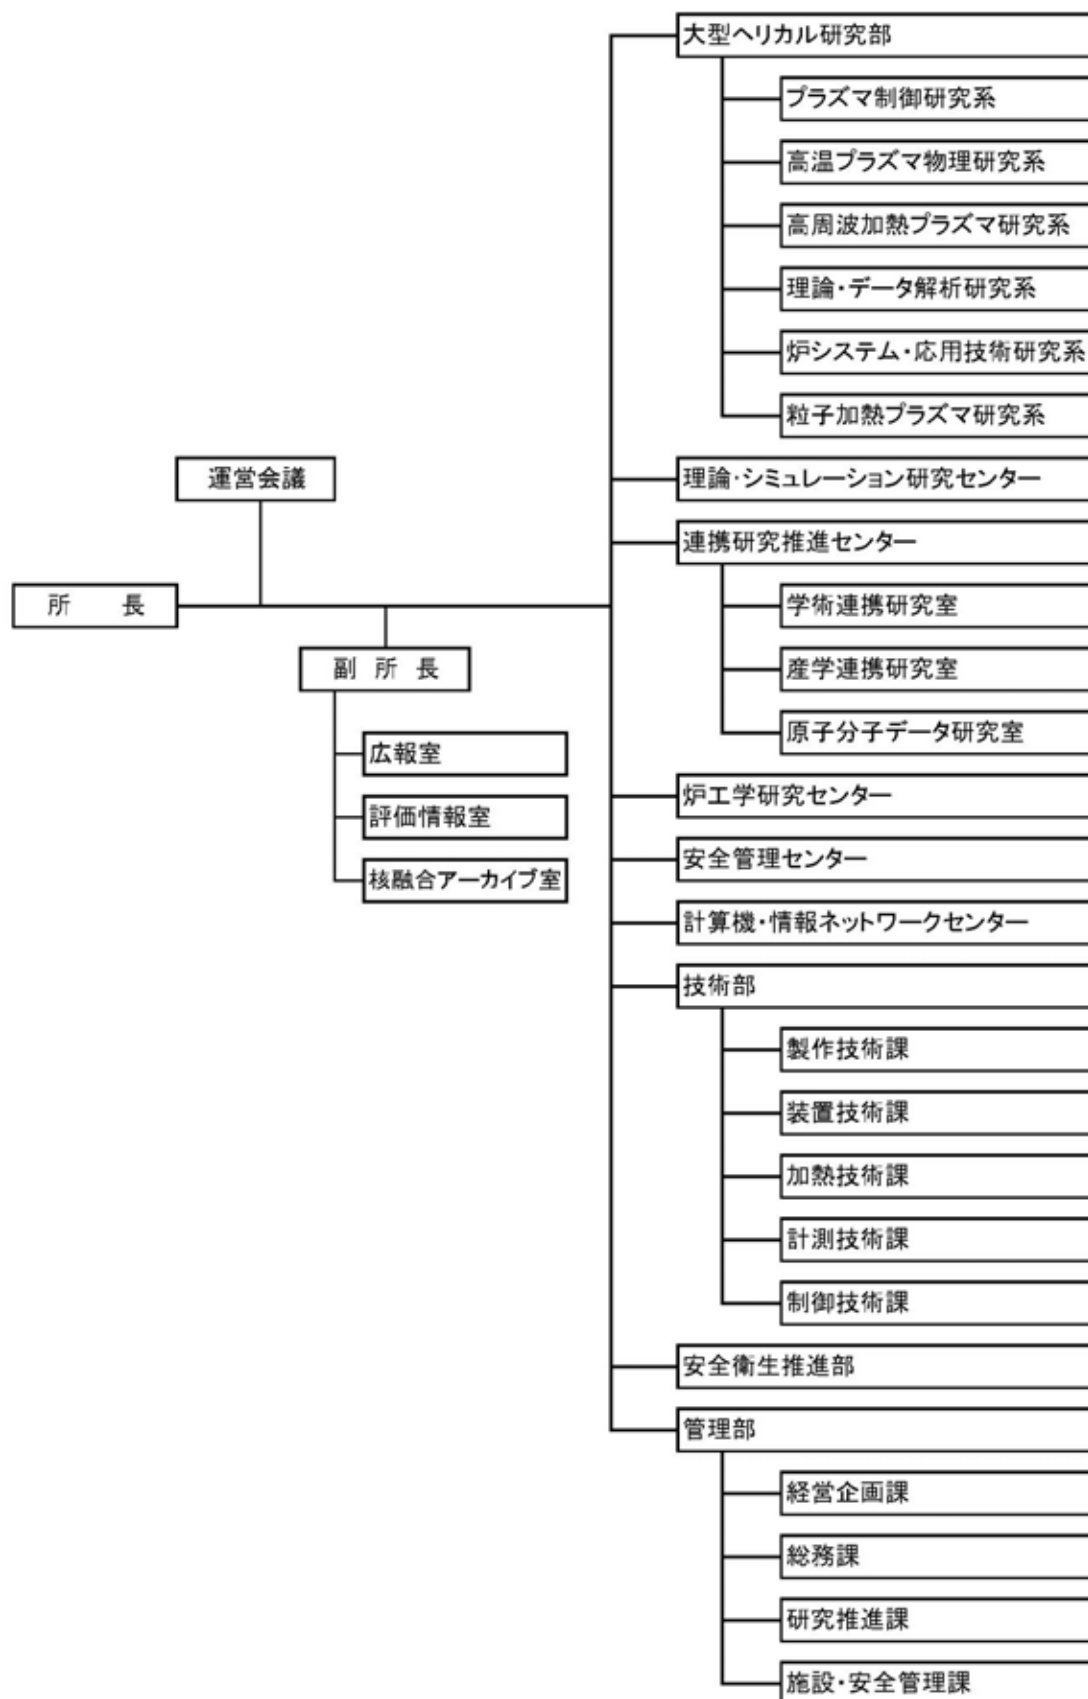 大型ヘリカル研究部
プラズマ制御研究系
高温プラズマ物理研究系
高周波加熱プラズマ研究系
理論・データ解析研究系
炉システム・応用技術研究系
粒子加熱プラズマ研究系
運営会議
理論・シミュレーション研究センター
連携研究推進センター
所　　長
学術連携研究室
副 所 長
産学連携研究室
原子分子データ研究室
広報室
評価情報室
核融合アーカイブ室
炉工学研究センター
安全管理センター
計算機・情報ネットワークセンター
技術部
製作技術課
装置技術課
加熱技術課
計測技術課
制御技術課
安全衛生推進部
管理部
経営企画課
総務課
研究推進課
施設・安全管理課